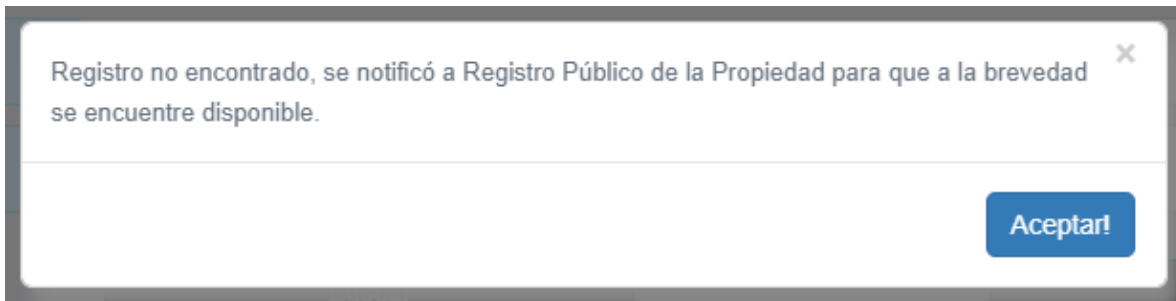 Registro no encontrado, se notificó a Registro Público de la Propiedad para que a la brevedad
se encuentre disponible.
×
Aceptar!